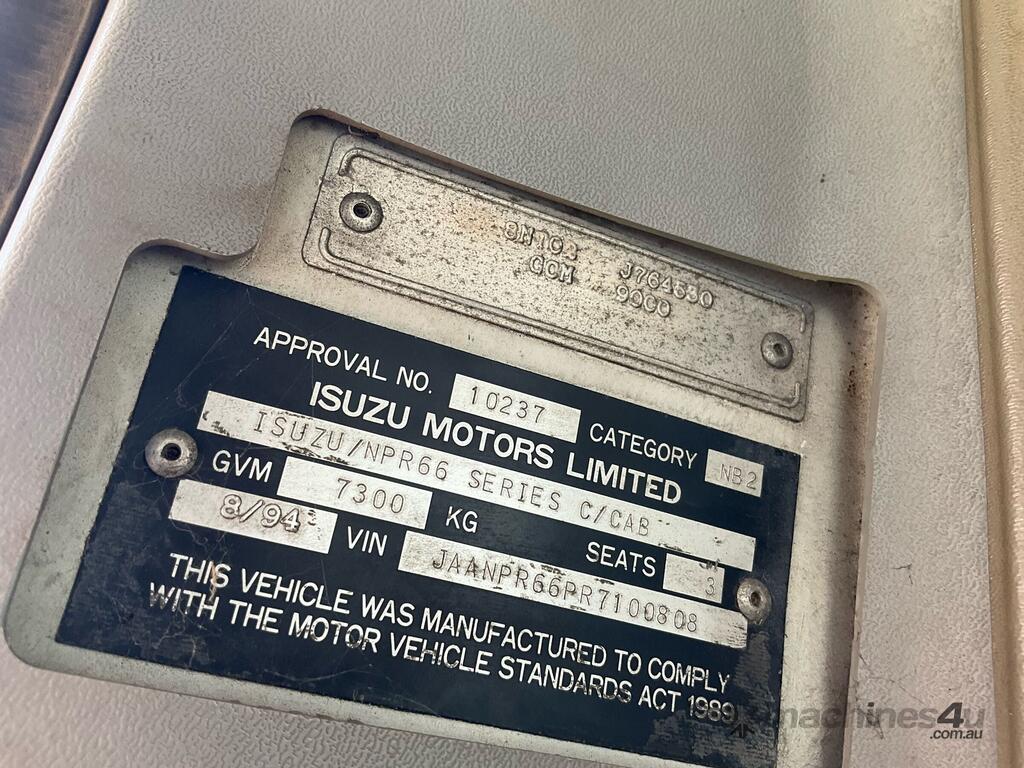 J764530
GCM 9000
APPROVAL NO. 10237 CATEGORY NB2
ISUZU MOTORS LIMITED
ISUZU/NPR66 SERIES C/CAB
GVM 7300 KG SEATS 3
8/94 VIN JAANPR66PR7100808
THIS VEHICLE WAS MANUFACTURED TO COMPLY
WITH THE MOTOR VEHICLE STANDARDS ACT 1989
machines4u
.com.au